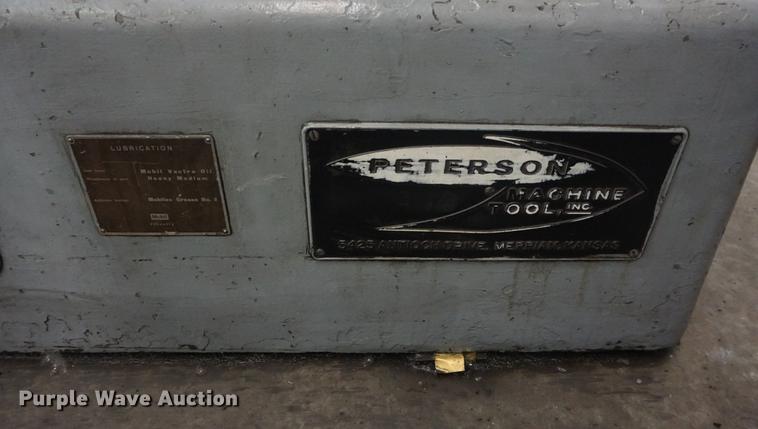 LUBRICATION
Mobil Vactra Oil
Heavy Medium
Mobilux Grease No. 2
Mobil
PETERSON
MACHINE
TOOL, INC.
5425 ANTIOCH DRIVE, MERRIAM, KANSAS
Purple Wave Auction